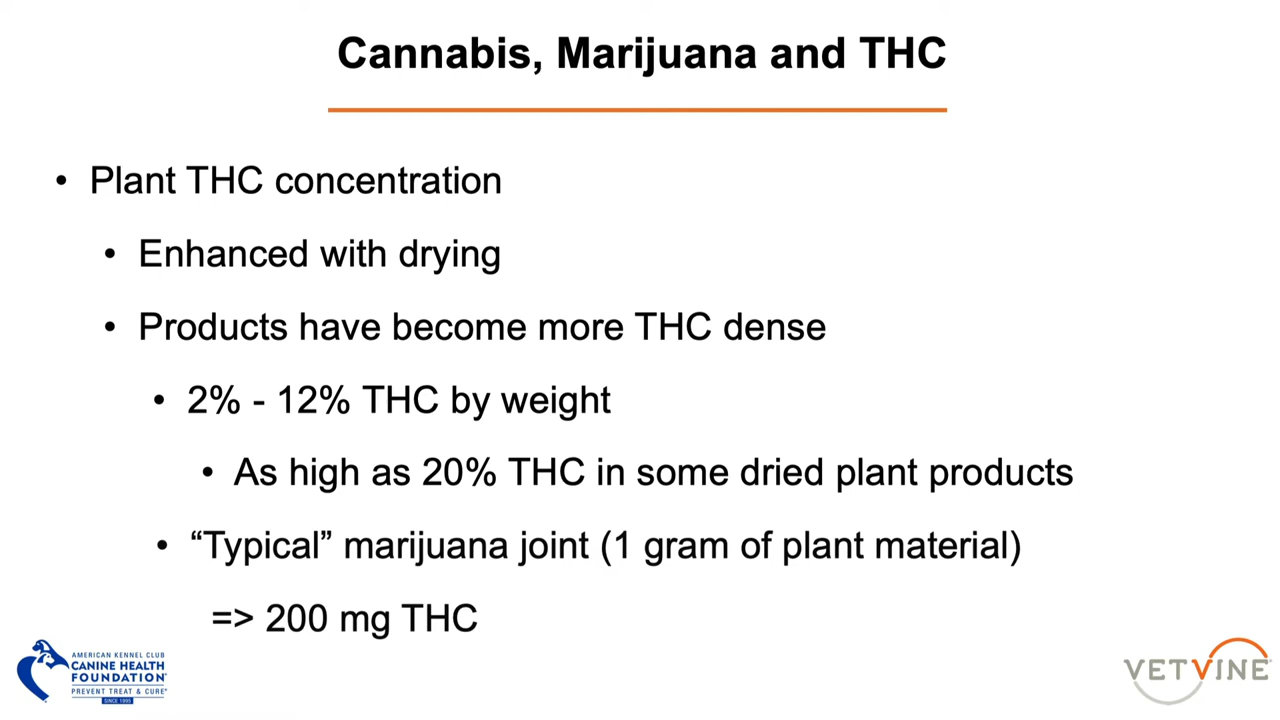 Cannabis, Marijuana and THC
• Plant THC concentration
• Enhanced with drying
• Products have become more THC dense
• 2% - 12% THC by weight
• As high as 20% THC in some dried plant products
• “Typical” marijuana joint (1 gram of plant material)
=> 200 mg THC
AMERICAN KENNEL CLUB
CANINE HEALTH
FOUNDATION®
PREVENT TREAT & CURE®
SINCE 1995
VETVINE®